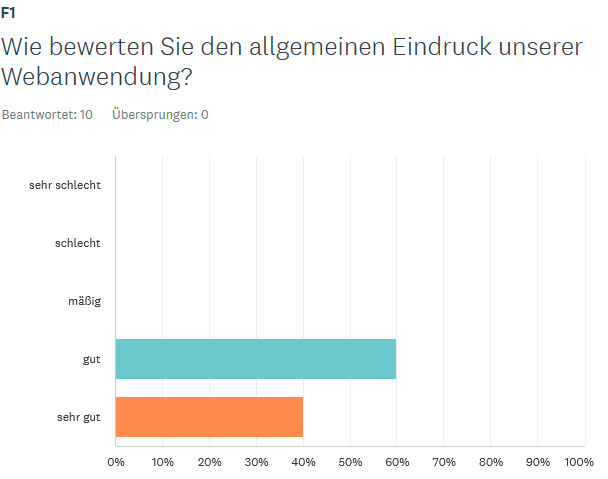 F1
Wie bewerten Sie den allgemeinen Eindruck unserer
Webanwendung?
Beantwortet: 10 Übersprungen: 0
sehr schlecht
schlecht
mäßig
gut
sehr gut
0% 10% 20% 30% 40% 50% 60% 70% 80% 90% 100%